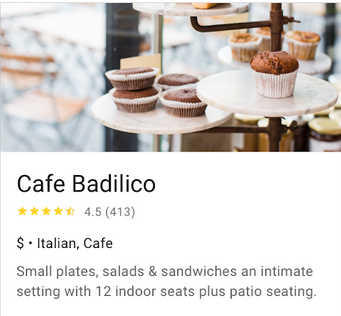 Cafe Badilico
4.5 (413)
$ • Italian, Cafe
Small plates, salads & sandwiches an intimate
setting with 12 indoor seats plus patio seating.